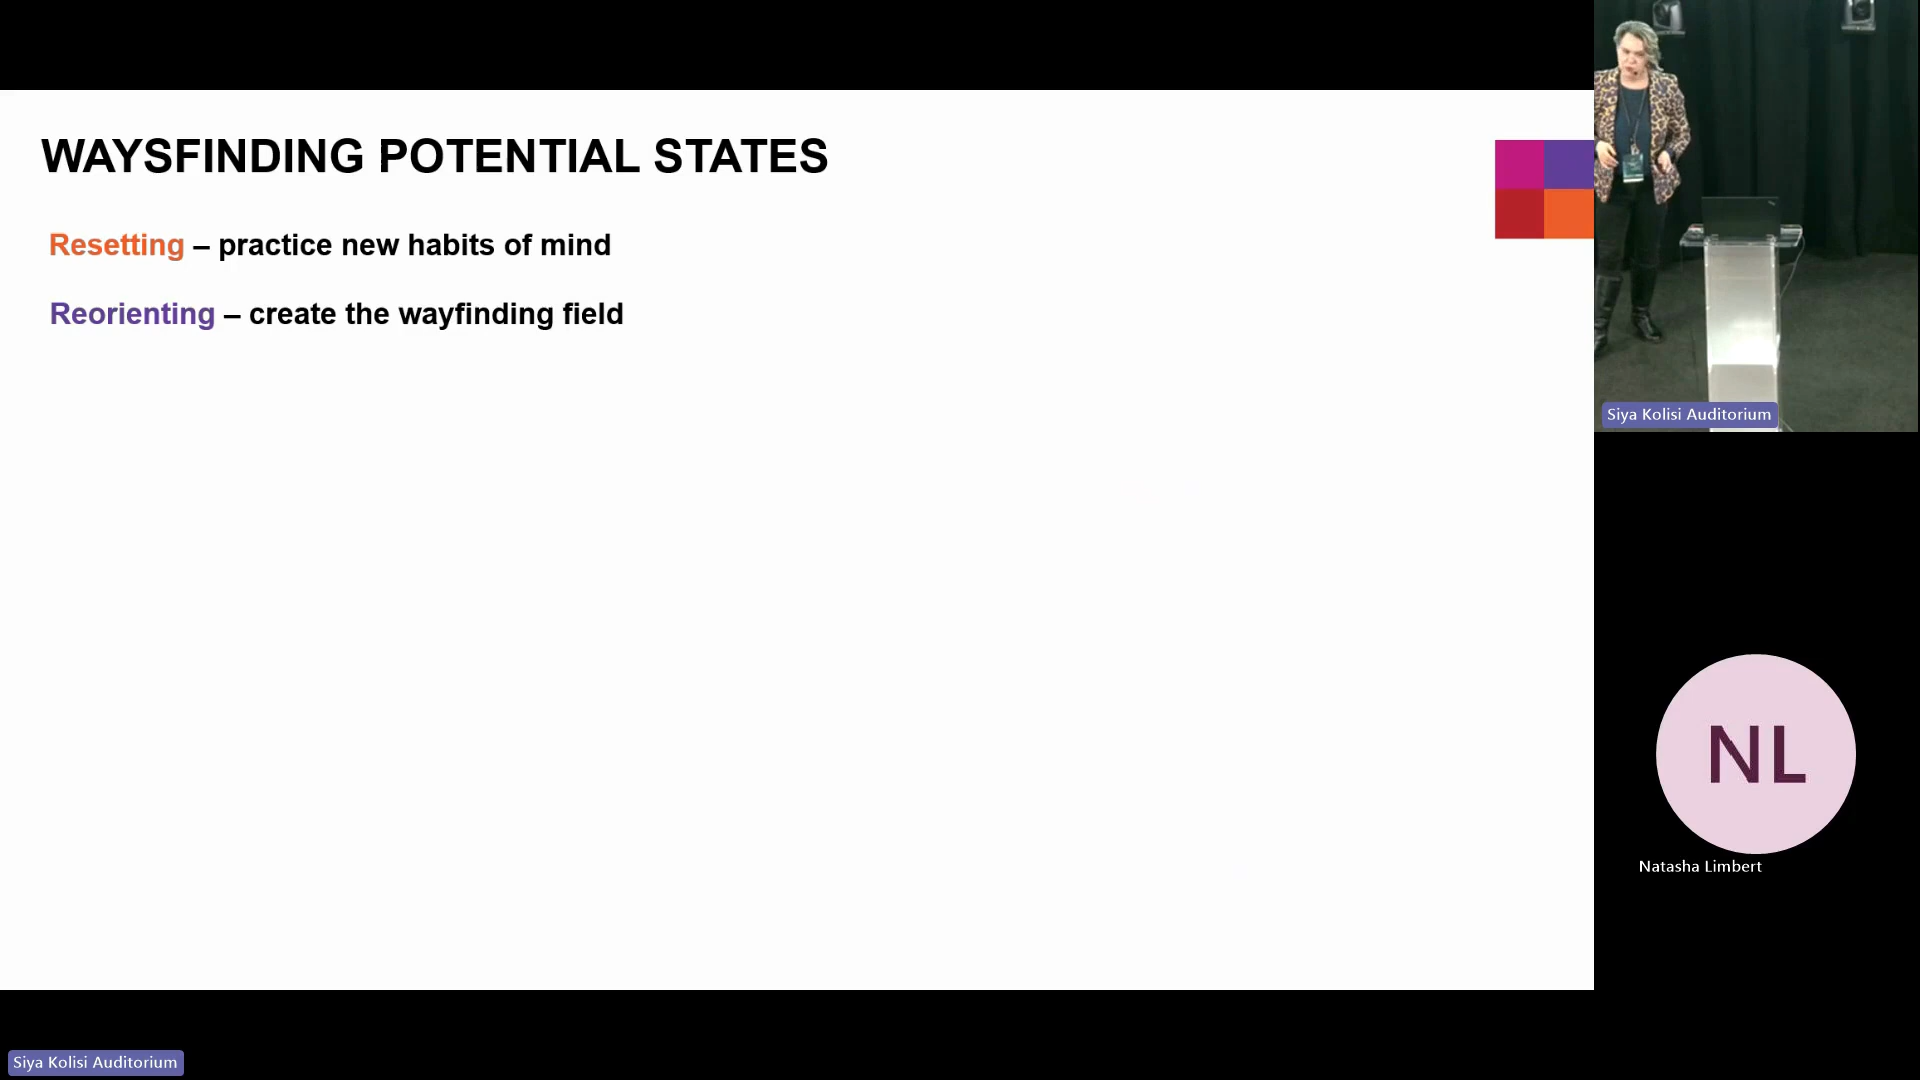 WAYSFINDING POTENTIAL STATES
Resetting – practice new habits of mind
Reorienting – create the wayfinding field
Siya Kolisi Auditorium
NL
Natasha Limbert
Siya Kolisi Auditorium